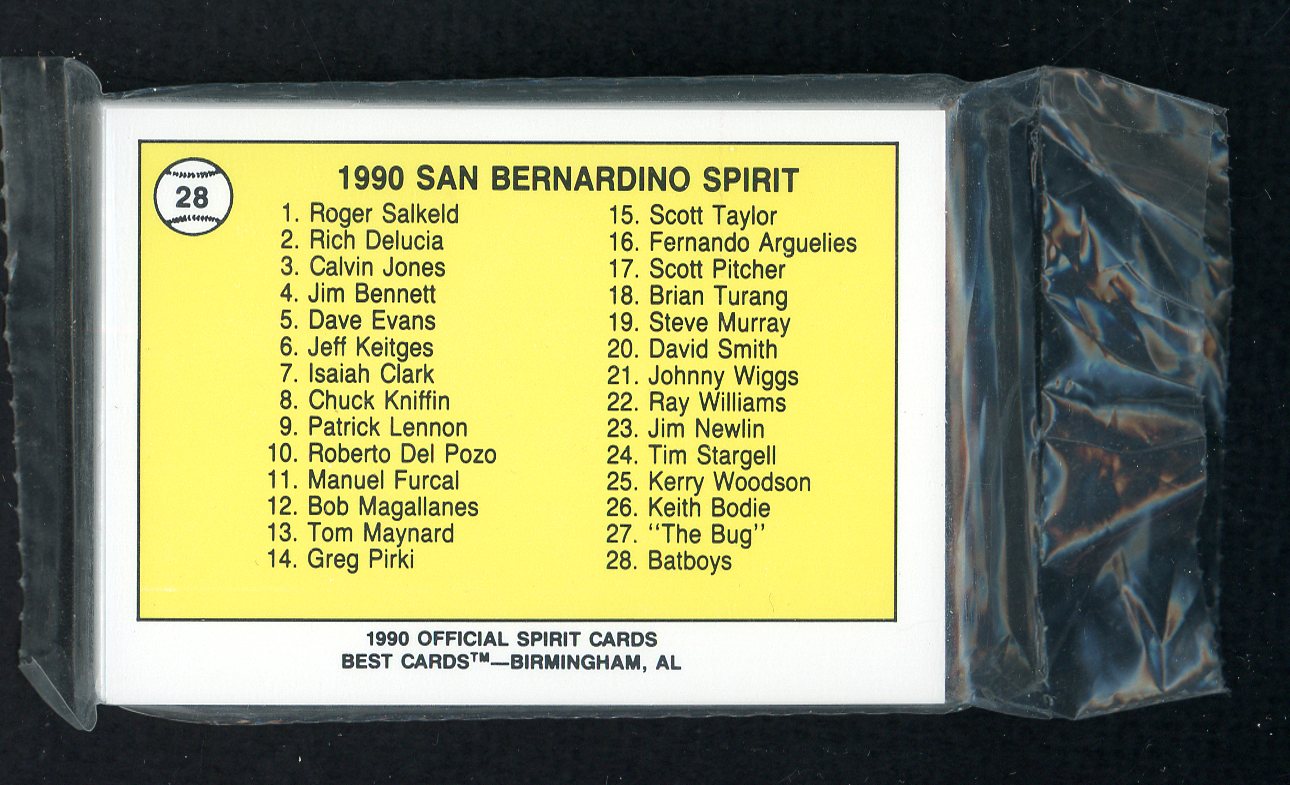 28
1990 SAN BERNARDINO SPIRIT
1. Roger Salkeld
2. Rich Delucia
3. Calvin Jones
4. Jim Bennett
5. Dave Evans
6. Jeff Keitges
7. Isaiah Clark
8. Chuck Kniffin
9. Patrick Lennon
10. Roberto Del Pozo
11. Manuel Furcal
12. Bob Magallanes
13. Tom Maynard
14. Greg Pirki
15. Scott Taylor
16. Fernando Arguelies
17. Scott Pitcher
18. Brian Turang
19. Steve Murray
20. David Smith
21. Johnny Wiggs
22. Ray Williams
23. Jim Newlin
24. Tim Stargell
25. Kerry Woodson
26. Keith Bodie
27. "The Bug"
28. Batboys
1990 OFFICIAL SPIRIT CARDS
BEST CARDS™—BIRMINGHAM, AL